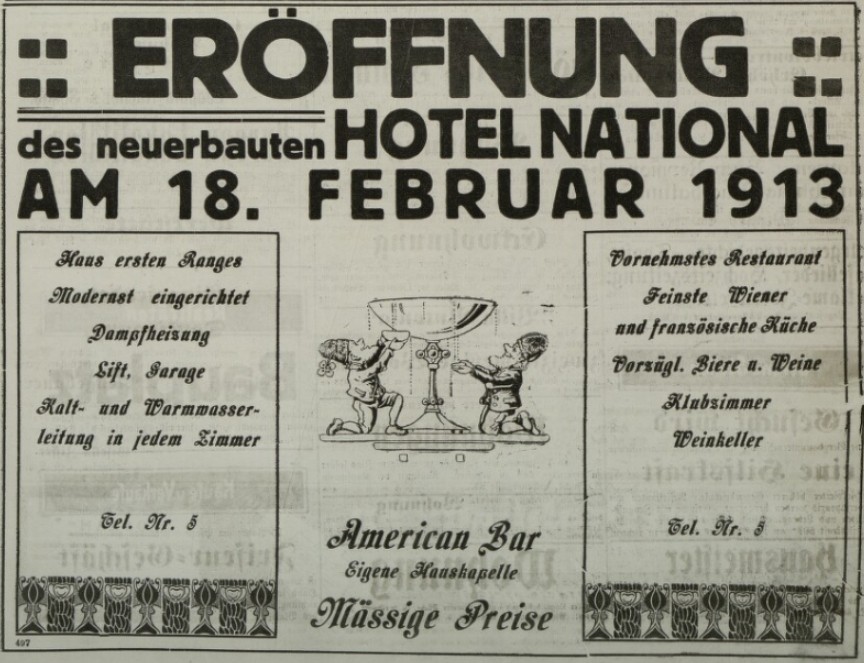 ERÖFFNUNG
des neuerbauten HOTEL NATIONAL
AM 18. FEBRUAR 1913
Haus ersten Ranges
Modernst eingerichtet
Dampfheizung
Lift, Garage
Kalt- und Warmwasser-
leitung in jedem Zimmer
Tel. Nr. 5
American Bar
Eigene Hauskapelle
Mässige Preise
Vornehmstes Restaurant
Feinste Wiener
und französische Küche
Vorzügl. Biere u. Weine
Klubzimmer
Weinkeller
Tel. Nr. 5
497